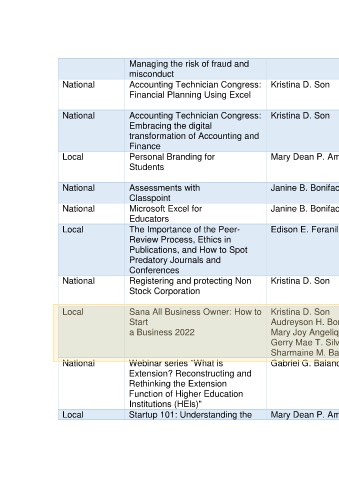 Managing the risk of fraud and
misconduct
National Accounting Technician Congress: Kristina D. Son
Financial Planning Using Excel
National Accounting Technician Congress: Kristina D. Son
Embracing the digital
transformation of Accounting and
Finance
Local Personal Branding for Mary Dean P. Am
Students
National Assessments with Janine B. Bonifac
Classpoint
National Microsoft Excel for Janine B. Bonifac
Educators
Local The Importance of the Peer- Edison E. Feranil
Review Process, Ethics in
Publications, and How to Spot
Predatory Journals and
Conferences
National Registering and protecting Non Kristina D. Son
Stock Corporation
Local Sana All Business Owner: How to Kristina D. Son
Start Audreyson H. Bo
a Business 2022 Mary Joy Angeliq
Gerry Mae T. Silv
Sharmaine M. Ba
National Webinar series "What is Gabriel G. Baland
Extension? Reconstructing and
Rethinking the Extension
Function of Higher Education
Institutions (HEIs)"
Local Startup 101: Understanding the Mary Dean P. Am